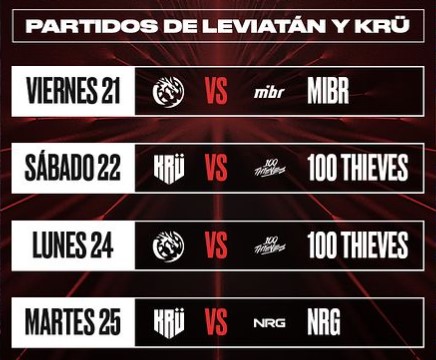 PARTIDOS DE LEVIATÁN Y KRÜ
VIERNES 21 VS mibr MIBR
SÁBADO 22 KRÜ VS 100 THIEVES 100 THIEVES
LUNES 24 VS 100 THIEVES 100 THIEVES
MARTES 25 KRÜ VS NRG NRG